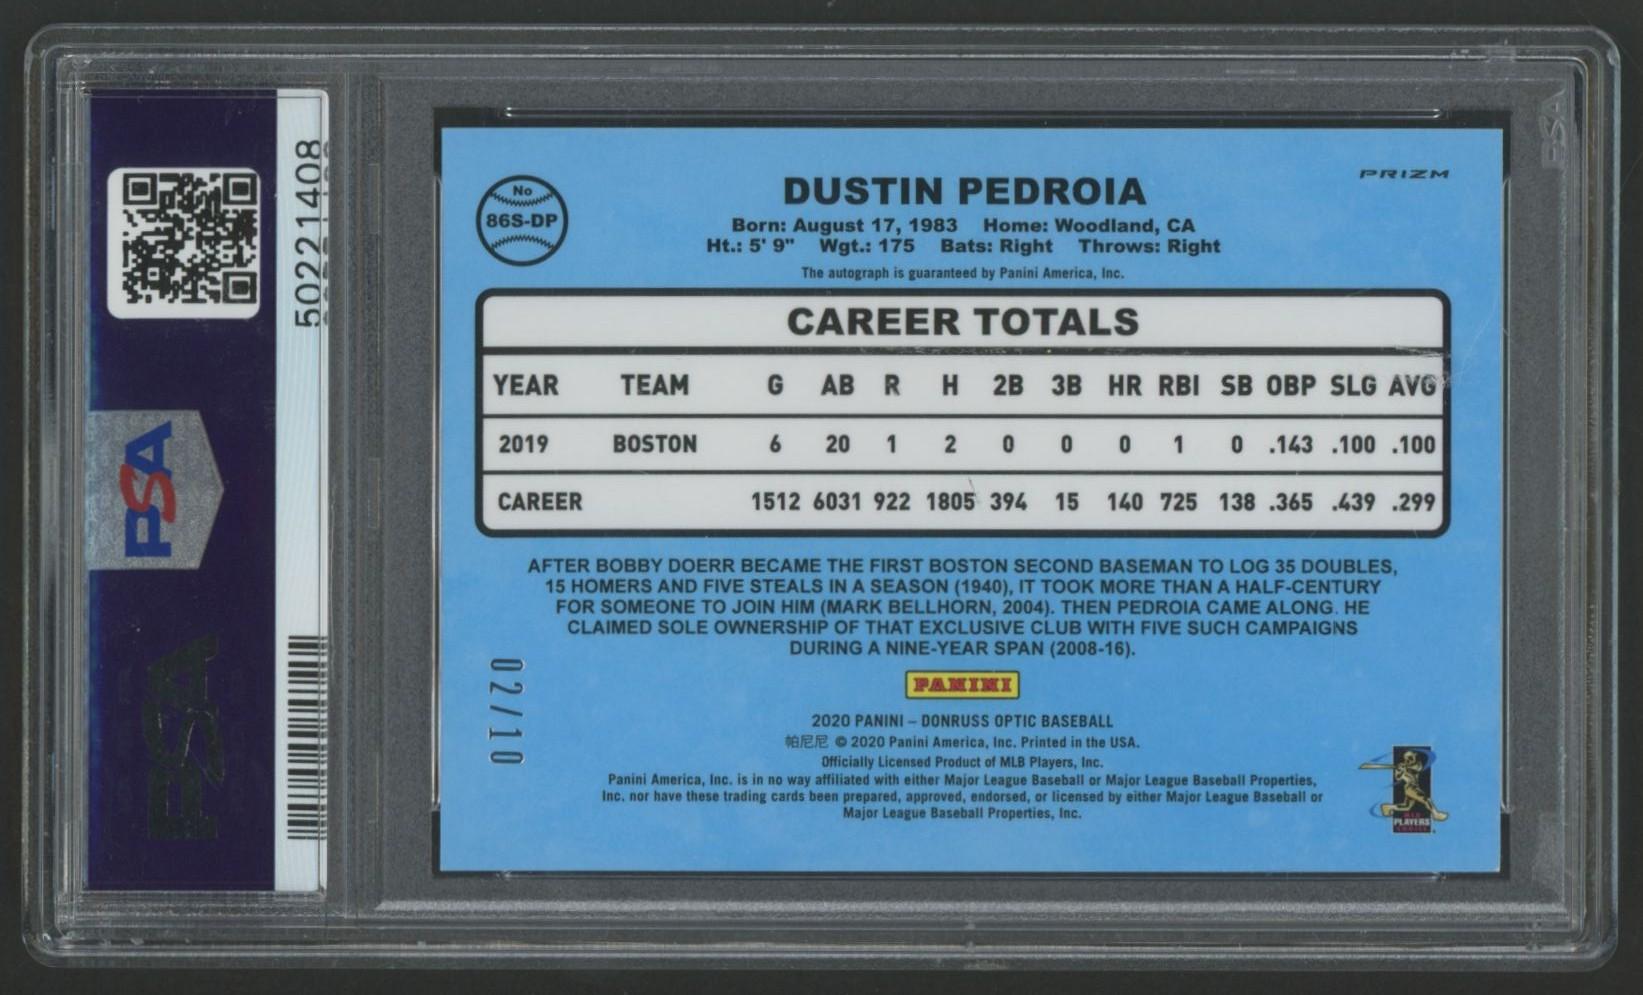 50221408
PSA
PSA
PSA
No
86S-DP
DUSTIN PEDROIA
PRIZM
Born: August 17, 1983 Home: Woodland, CA
Ht.: 5' 9" Wgt.: 175 Bats: Right Throws: Right
The autograph is guaranteed by Panini America, Inc.
CAREER TOTALS
YEAR TEAM G AB R H 2B 3B HR RBI SB OBP SLG AVG
2019 BOSTON 6 20 1 2 0 0 0 1 0 .143 .100 .100
CAREER 1512 6031 922 1805 394 15 140 725 138 .365 .439 .299
AFTER BOBBY DOERR BECAME THE FIRST BOSTON SECOND BASEMAN TO LOG 35 DOUBLES,
15 HOMERS AND FIVE STEALS IN A SEASON (1940), IT TOOK MORE THAN A HALF-CENTURY
FOR SOMEONE TO JOIN HIM (MARK BELLHORN, 2004). THEN PEDROIA CAME ALONG. HE
CLAIMED SOLE OWNERSHIP OF THAT EXCLUSIVE CLUB WITH FIVE SUCH CAMPAIGNS
DURING A NINE-YEAR SPAN (2008-16).
02/10
PANINI
2020 PANINI – DONRUSS OPTIC BASEBALL
帕尼尼 © 2020 Panini America, Inc. Printed in the USA.
Officially Licensed Product of MLB Players, Inc.
Panini America, Inc. is in no way affiliated with either Major League Baseball or Major League Baseball Properties,
Inc. nor have these trading cards been prepared, approved, endorsed, or licensed by either Major League Baseball or
Major League Baseball Properties, Inc.
MLB
PLAYERS
CHOICE